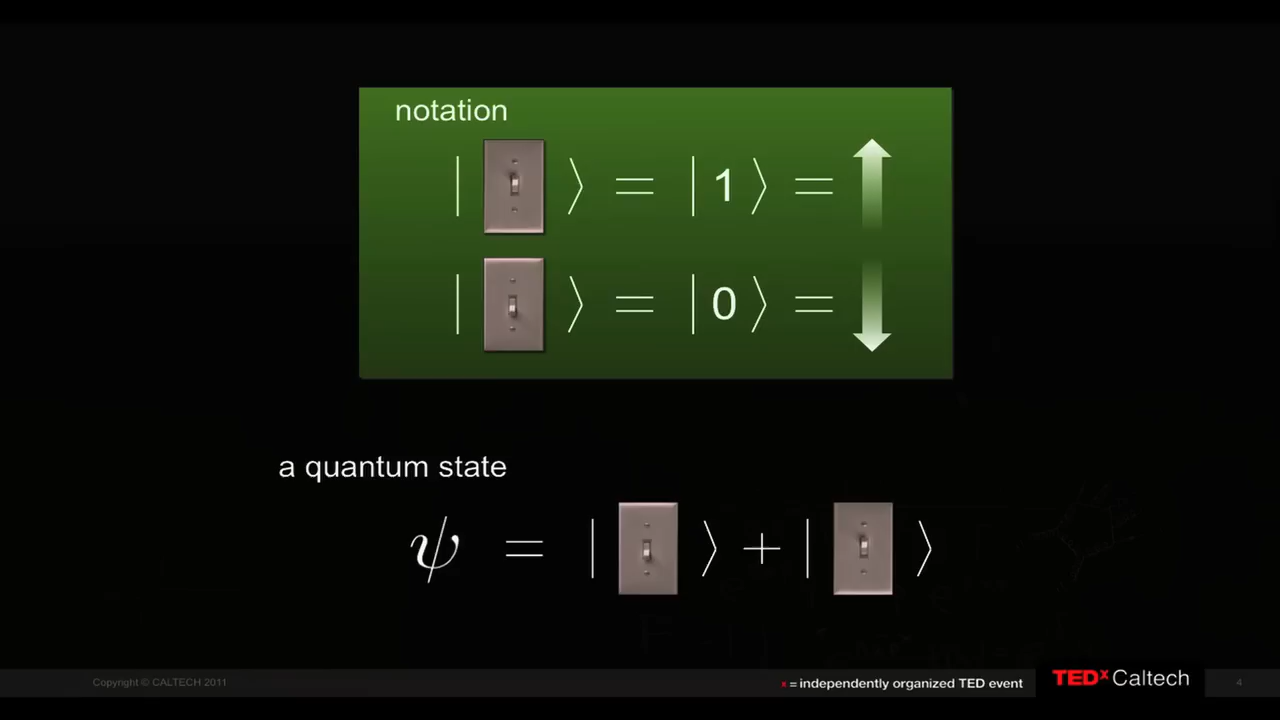 notation
| ⟩ = | 1 ⟩ =
| ⟩ = | 0 ⟩ =
a quantum state
ψ = | ⟩ + | ⟩
Copyright © CALTECH 2011
x = independently organized TED event
TEDx Caltech
4